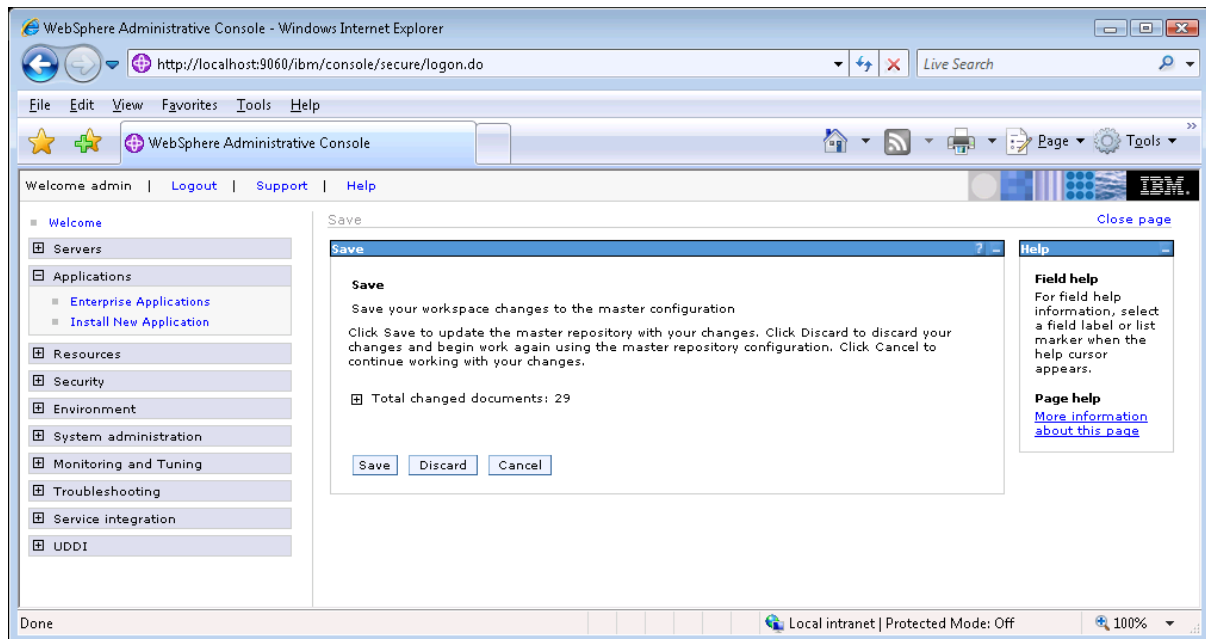 WebSphere Administrative Console - Windows Internet Explorer
http://localhost:9060/ibm/console/secure/logon.do
Live Search
File Edit View Favorites Tools Help
WebSphere Administrative Console
Page Tools
Welcome admin | Logout | Support | Help
IBM.
Welcome
Servers
Applications
Enterprise Applications
Install New Application
Resources
Security
Environment
System administration
Monitoring and Tuning
Troubleshooting
Service integration
UDDI
Save
Close page
Save ? -
Save
Save your workspace changes to the master configuration
Click Save to update the master repository with your changes. Click Discard to discard your
changes and begin work again using the master repository configuration. Click Cancel to
continue working with your changes.
Total changed documents: 29
Save Discard Cancel
Help -
Field help
For field help
information, select
a field label or list
marker when the
help cursor
appears.
Page help
More information
about this page
Done
Local intranet | Protected Mode: Off
100%